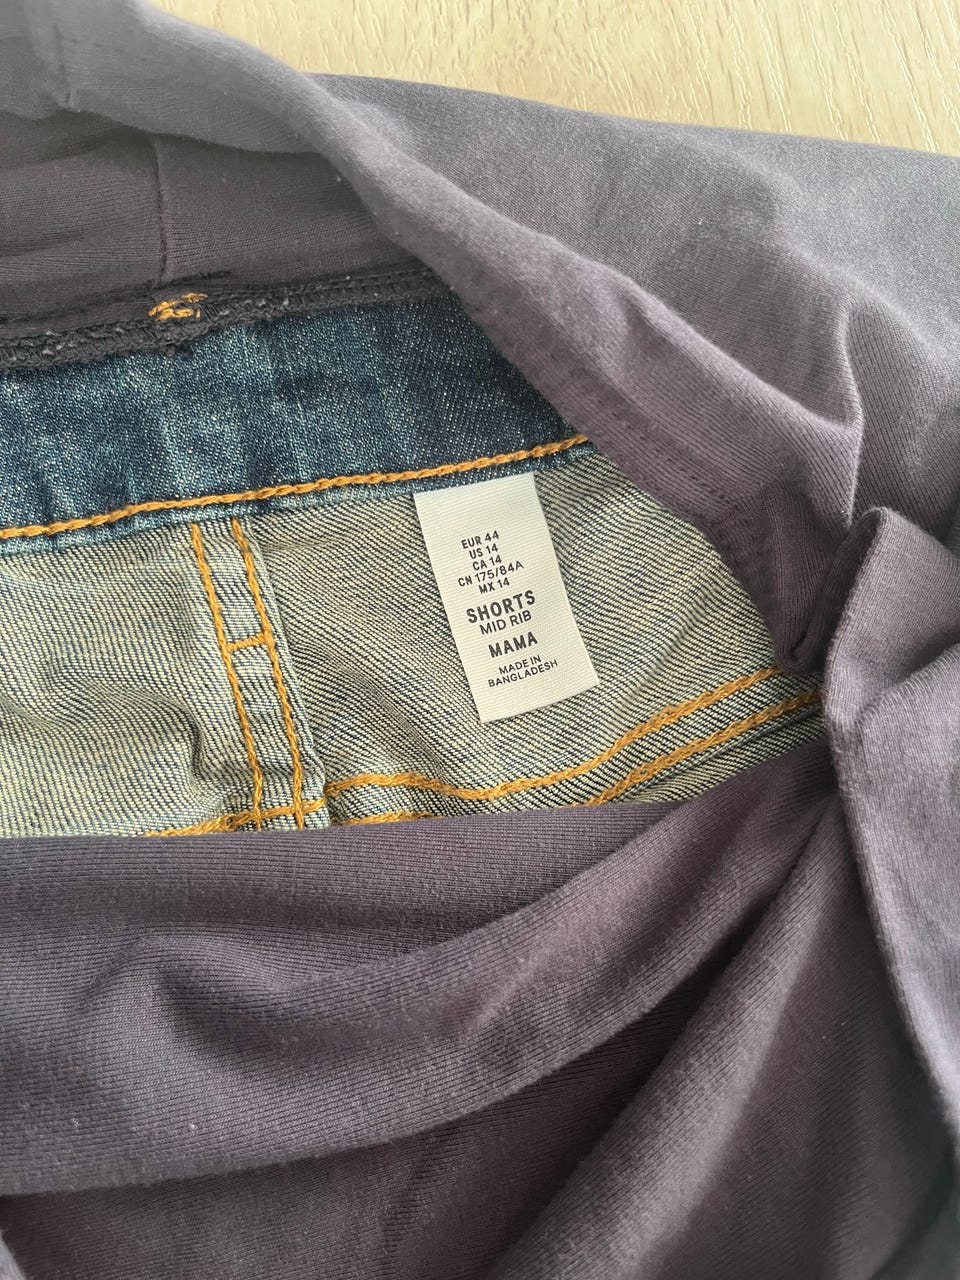 EUR 44
US 14
CA 14
CN 175/84A
MX 14
SHORTS
MID RIB
MAMA
MADE IN
BANGLADESH